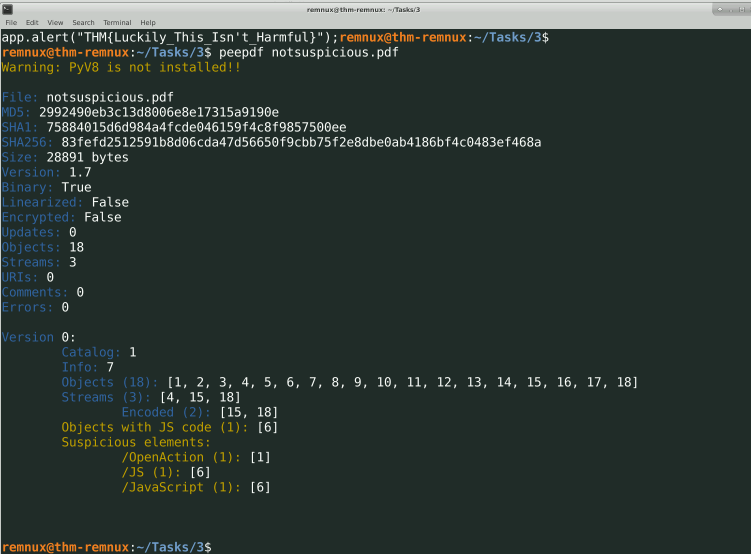 remnux@thm-remnux: ~/Tasks/3
File Edit View Search Terminal Help
app.alert("THM{Luckily_This_Isn't_Harmful}");remnux@thm-remnux:~/Tasks/3$
remnux@thm-remnux:~/Tasks/3$ peepdf notsuspicious.pdf
Warning: PyV8 is not installed!!
File: notsuspicious.pdf
MD5: 2992490eb3c13d8006e8e17315a9190e
SHA1: 75884015d6d984a4fcde046159f4c8f9857500ee
SHA256: 83fefd2512591b8d06cda47d56650f9cbb75f2e8dbe0ab4186bf4c0483ef468a
Size: 28891 bytes
Version: 1.7
Binary: True
Linearized: False
Encrypted: False
Updates: 0
Objects: 18
Streams: 3
URIs: 0
Comments: 0
Errors: 0
Version 0:
Catalog: 1
Info: 7
Objects (18): [1, 2, 3, 4, 5, 6, 7, 8, 9, 10, 11, 12, 13, 14, 15, 16, 17, 18]
Streams (3): [4, 15, 18]
Encoded (2): [15, 18]
Objects with JS code (1): [6]
Suspicious elements:
/OpenAction (1): [1]
/JS (1): [6]
/JavaScript (1): [6]
remnux@thm-remnux:~/Tasks/3$